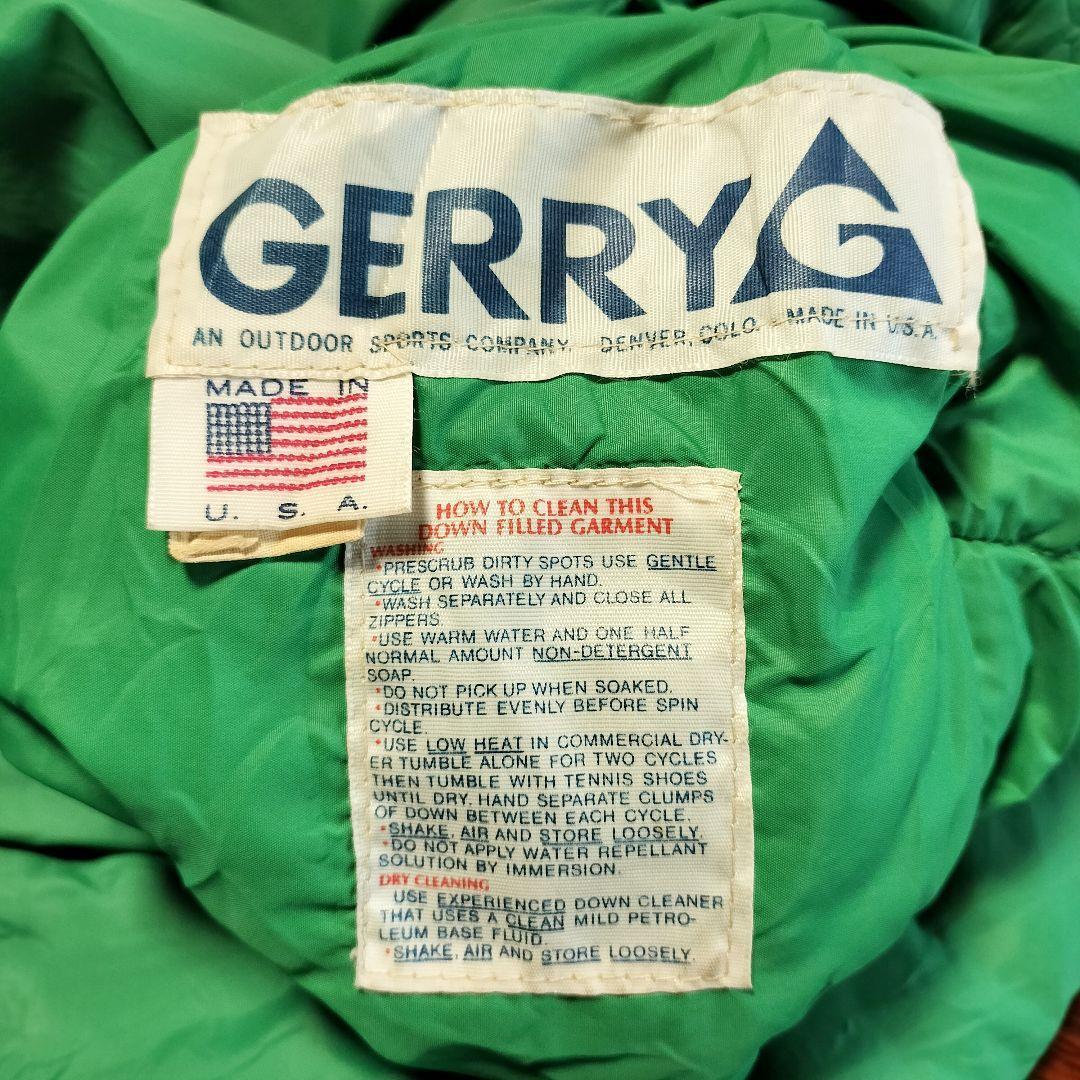 GERRY G
AN OUTDOOR SPORTS COMPANY. DENVER, COLO. MADE IN U.S.A.
MADE IN
U. S. A.
HOW TO CLEAN THIS
DOWN FILLED GARMENT
WASHING
•PRESCRUB DIRTY SPOTS USE GENTLE
CYCLE OR WASH BY HAND.
•WASH SEPARATELY AND CLOSE ALL
ZIPPERS.
•USE WARM WATER AND ONE HALF
NORMAL AMOUNT NON-DETERGENT
SOAP.
•DO NOT PICK UP WHEN SOAKED.
•DISTRIBUTE EVENLY BEFORE SPIN
CYCLE.
•USE LOW HEAT IN COMMERCIAL DRY-
ER TUMBLE ALONE FOR TWO CYCLES
THEN TUMBLE WITH TENNIS SHOES
UNTIL DRY. HAND SEPARATE CLUMPS
OF DOWN BETWEEN EACH CYCLE.
•SHAKE, AIR AND STORE LOOSELY.
•DO NOT APPLY WATER REPELLANT
SOLUTION BY IMMERSION.
DRY CLEANING
USE EXPERIENCED DOWN CLEANER
THAT USES A CLEAN MILD PETRO-
LEUM BASE FLUID.
•SHAKE, AIR AND STORE LOOSELY.